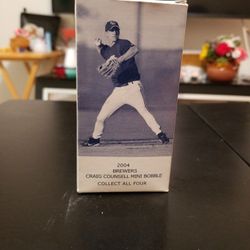 2004
BREWERS
CRAIG COUNSELL MINI BOBBLE
COLLECT ALL FOUR